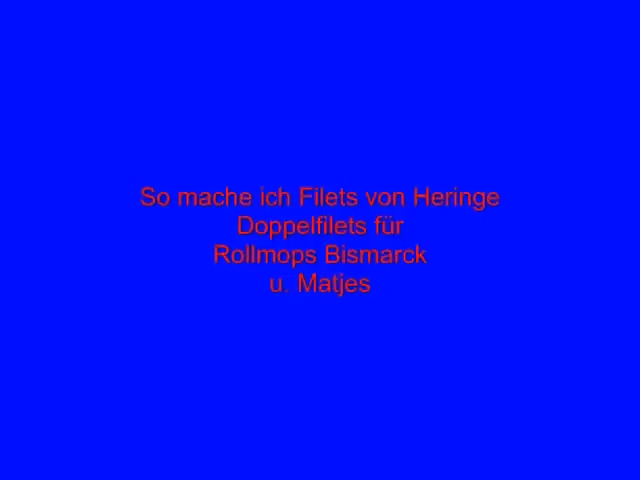 So mache ich Filets von Heringe
Doppelfilets für
Rollmops Bismarck
u. Matjes